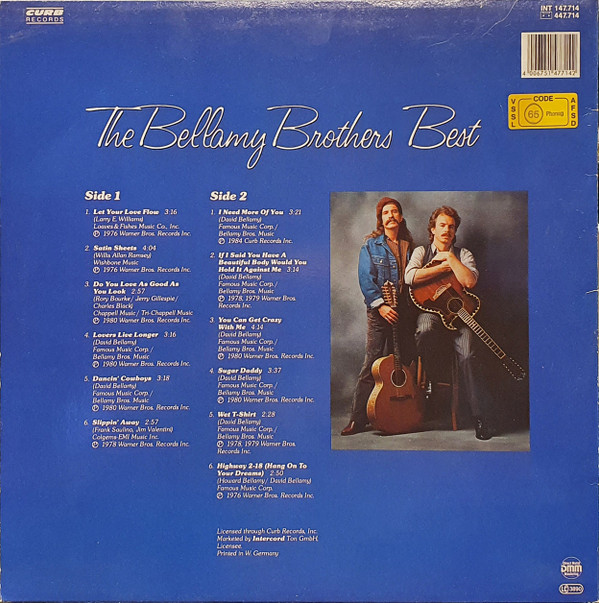 CURB
RECORDS
INT 147.714
447.714
4 006751 477142
CODE
VSSL
65
Phonag
AFSD
The Bellamy Brothers Best
Side 1
1. Let Your Love Flow 3:16
(Larry E. Williams)
Loaves & Fishes Music Co., Inc.
Ⓟ 1976 Warner Bros. Records Inc.
2. Satin Sheets 4:04
(Willis Allan Ramsey)
Wishbone Music
Ⓟ 1976 Warner Bros. Records Inc.
3. Do You Love As Good As
You Look 2:57
(Rory Bourke / Jerry Gillespie/
Charles Black)
Chappell Music / Tri-Chappell Music
Ⓟ 1980 Warner Bros. Records Inc.
4. Lovers Live Longer 3:16
(David Bellamy)
Famous Music Corp./
Bellamy Bros. Music
Ⓟ 1980 Warner Bros. Records Inc.
5. Dancin' Cowboys 3:18
(David Bellamy)
Famous Music Corp./
Bellamy Bros. Music
Ⓟ 1980 Warner Bros. Records Inc.
6. Slippin' Away 2:57
(Frank Saulino, Jim Valentini)
Colgems-EMI Music Inc.
Ⓟ 1978 Warner Bros. Records Inc.
Side 2
1. I Need More Of You 3:21
(David Bellamy)
Famous Music Corp./
Bellamy Bros. Music
Ⓟ 1984 Curb Records Inc.
2. If I Said You Have A
Beautiful Body Would You
Hold It Against Me 3:14
(David Bellamy)
Famous Music Corp./
Bellamy Bros. Music
Ⓟ 1978, 1979 Warner Bros.
Records Inc.
3. You Can Get Crazy
With Me 4:14
(David Bellamy)
Famous Music Corp./
Bellamy Bros. Music
Ⓟ 1980 Warner Bros. Records Inc.
4. Sugar Daddy 3:37
(David Bellamy)
Famous Music Corp./
Bellamy Bros. Music
Ⓟ 1980 Warner Bros. Records Inc.
5. Wet T-Shirt 2:28
(David Bellamy)
Famous Music Corp./
Bellamy Bros. Music
Ⓟ 1978, 1979 Warner Bros.
Records Inc.
6. Highway 2-18 (Hang On To
Your Dreams) 2:50
(Howard Bellamy / David Bellamy)
Famous Music Corp.
Ⓟ 1976 Warner Bros. Records Inc.
Licensed through Curb Records, Inc.
Marketed by Intercord Ton GmbH,
Licensee.
Printed in W. Germany
DMM
LC 3890